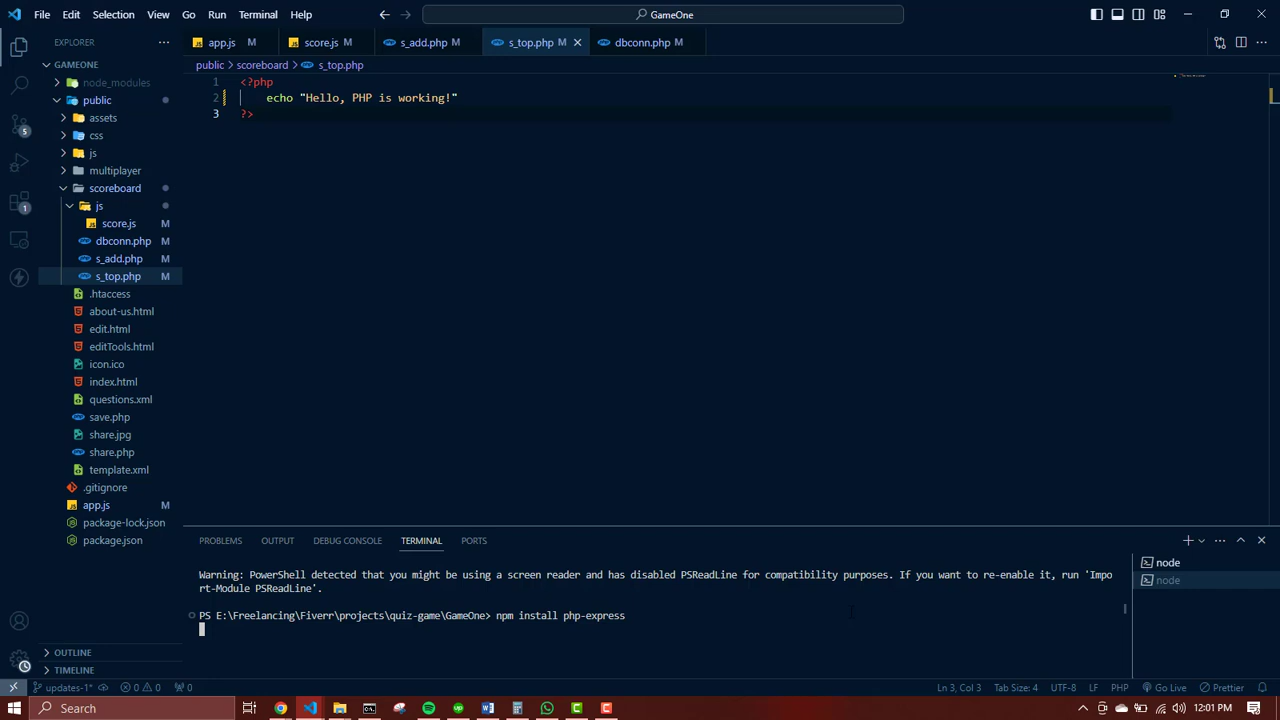 File Edit Selection View Go Run Terminal Help
GameOne
EXPLORER
app.js M
score.js M
s_add.php M
s_top.php M
dbconn.php M
GAMEONE
public > scoreboard > s_top.php
node_modules
public
assets
css
js
multiplayer
scoreboard
js
score.js M
dbconn.php M
s_add.php M
s_top.php M
.htaccess
about-us.html
edit.html
editTools.html
icon.ico
index.html
questions.xml
save.php
share.jpg
share.php
template.xml
.gitignore
app.js M
package-lock.json
package.json
OUTLINE
TIMELINE
5
1
1 <?php
2 echo "Hello, PHP is working!"
3 ?>
PROBLEMS OUTPUT DEBUG CONSOLE TERMINAL PORTS
Warning: PowerShell detected that you might be using a screen reader and has disabled PSReadLine for compatibility purposes. If you want to re-enable it, run 'Impo
rt-Module PSReadLine'.
PS E:\Freelancing\Fiverr\projects\quiz-game\GameOne> npm install php-express
node
node
updates-1* 0 0 0
Ln 3, Col 3 Tab Size: 4 UTF-8 LF PHP Go Live Prettier
Search
12:01 PM